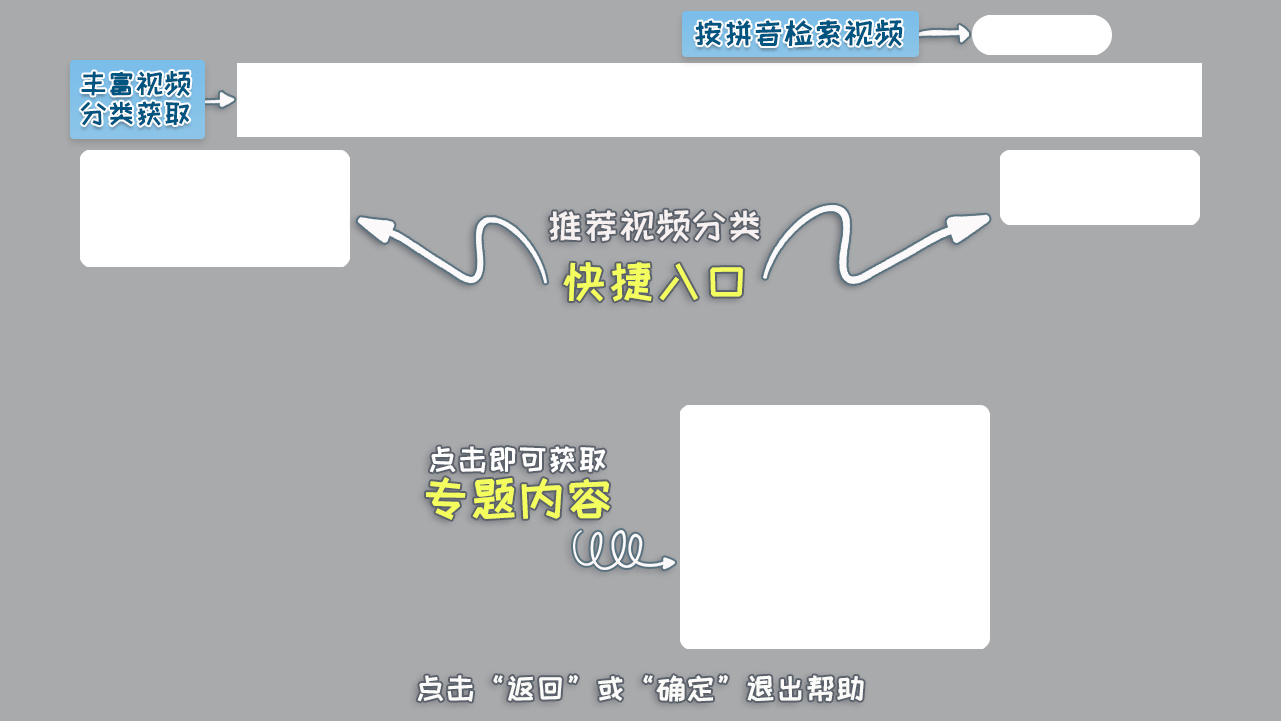 按拼音检索视频
丰富视频
分类获取
推荐视频分类
快捷入口
点击即可获取
专题内容
点击“返回”或“确定”退出帮助